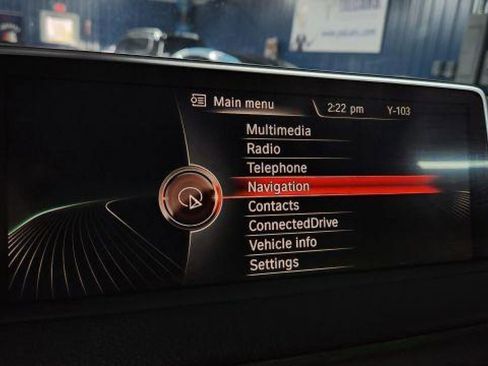 Main menu 2:22 pm Y-103
Multimedia
Radio
Telephone
Navigation
Contacts
ConnectedDrive
Vehicle info
Settings